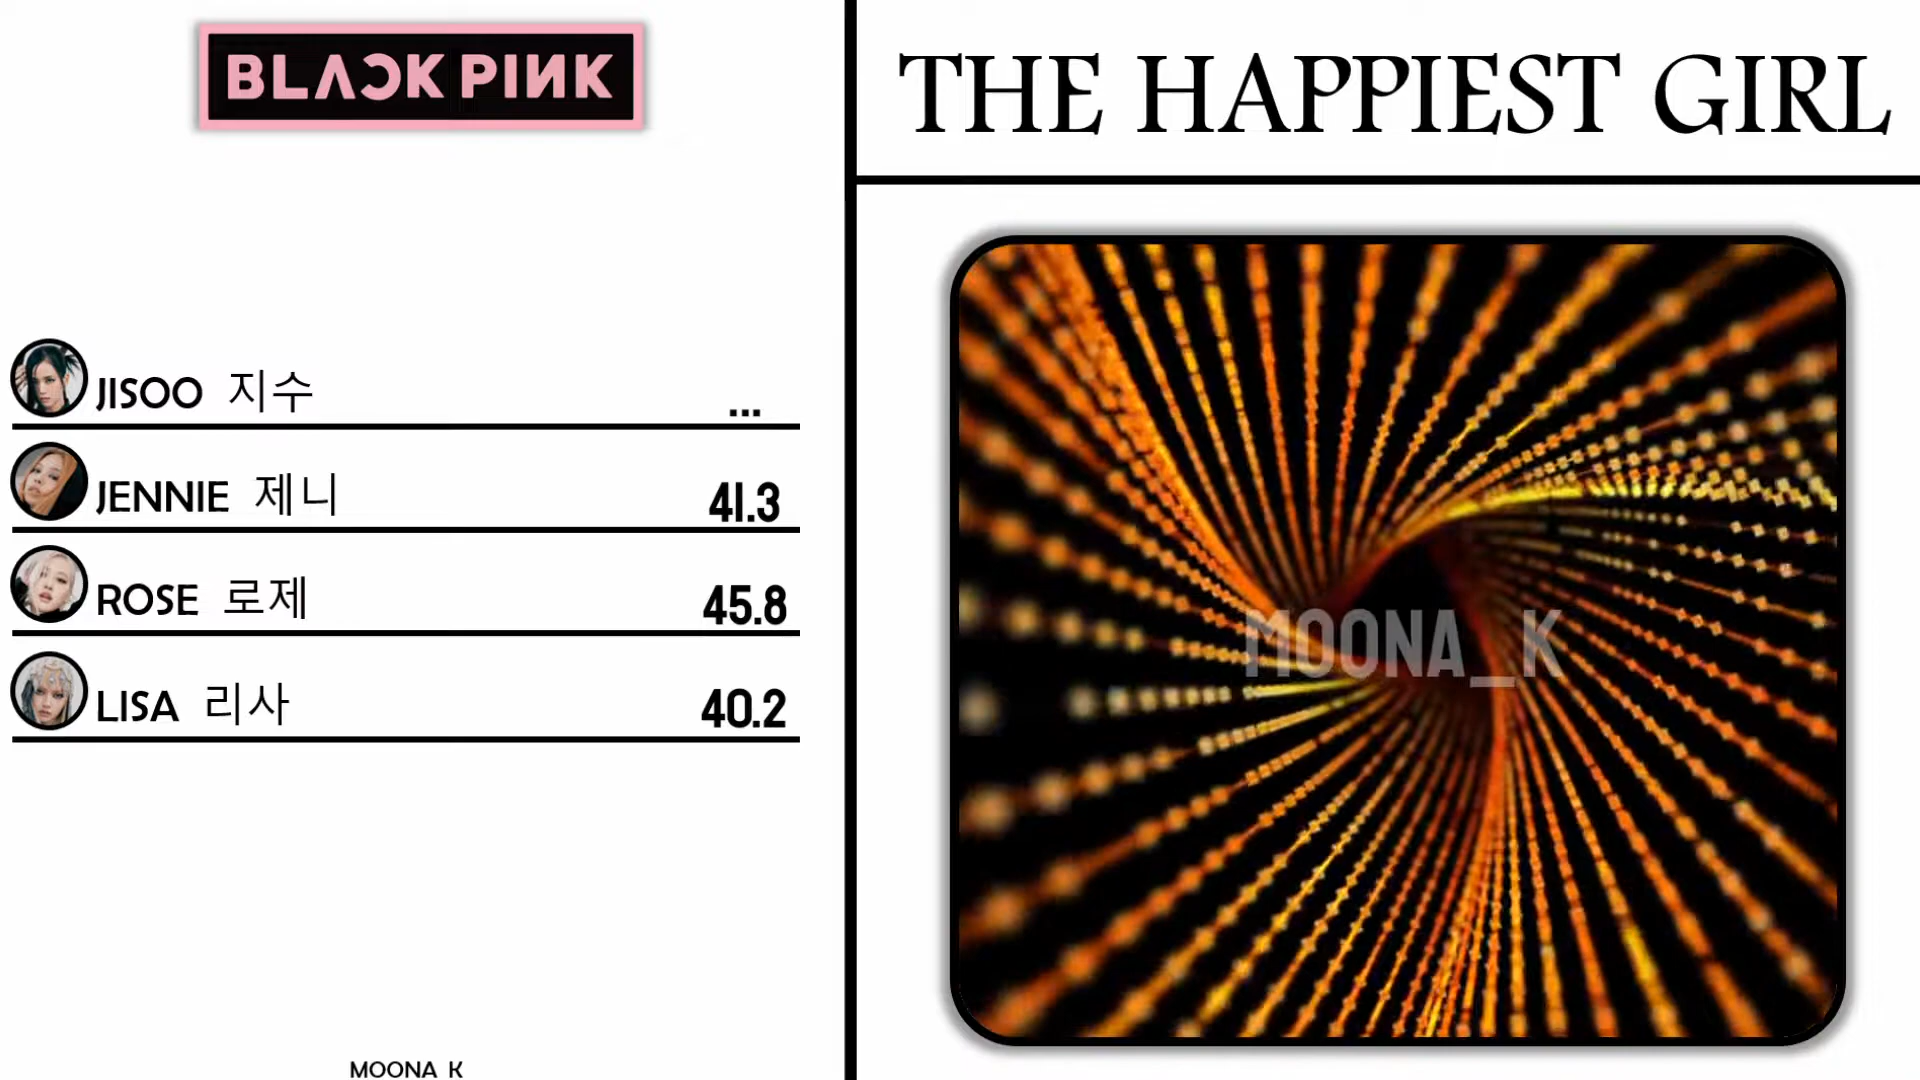 BLACKPINK
THE HAPPIEST GIRL
JISOO 지수 ...
JENNIE 제니 41.3
ROSE 로제 45.8
LISA 리사 40.2
MOONA_K
MOONA K